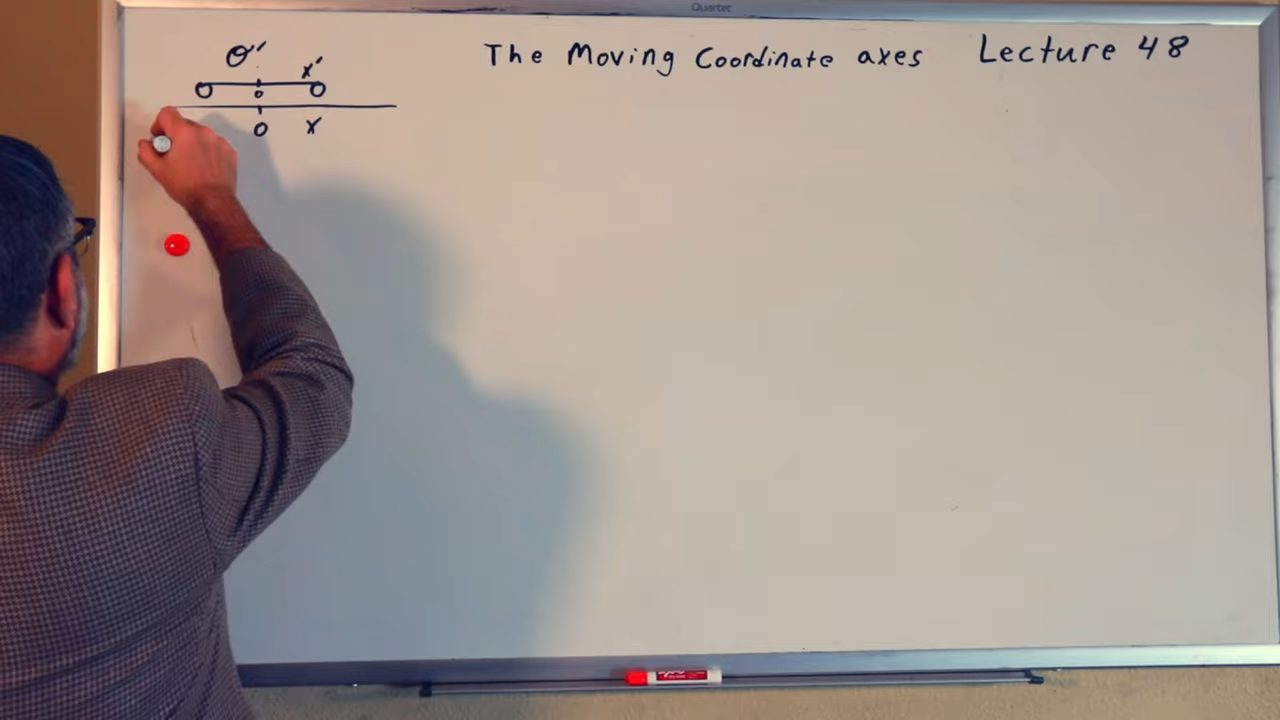 Quartet
The Moving Coordinate axes Lecture 48
O'
x'
o
o x